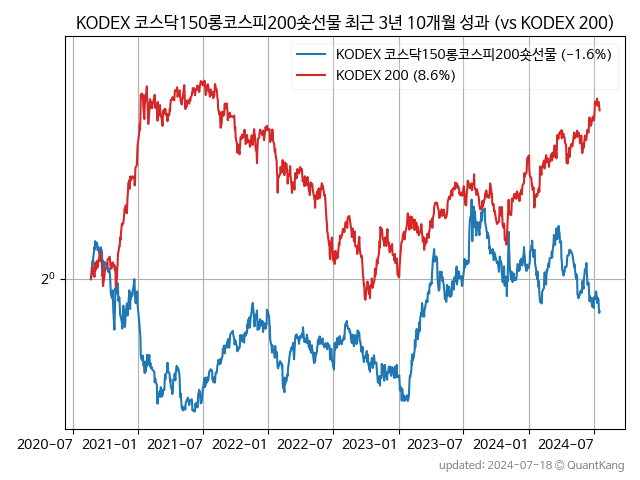 KODEX 코스닥150롱코스피200숏선물 최근 3년 10개월 성과 (vs KODEX 200)
KODEX 코스닥150롱코스피200숏선물 (−1.6%)
KODEX 200 (8.6%)
2⁰
2020-07 2021-01 2021-07 2022-01 2022-07 2023-01 2023-07 2024-01 2024-07
updated: 2024-07-18 © QuantKang